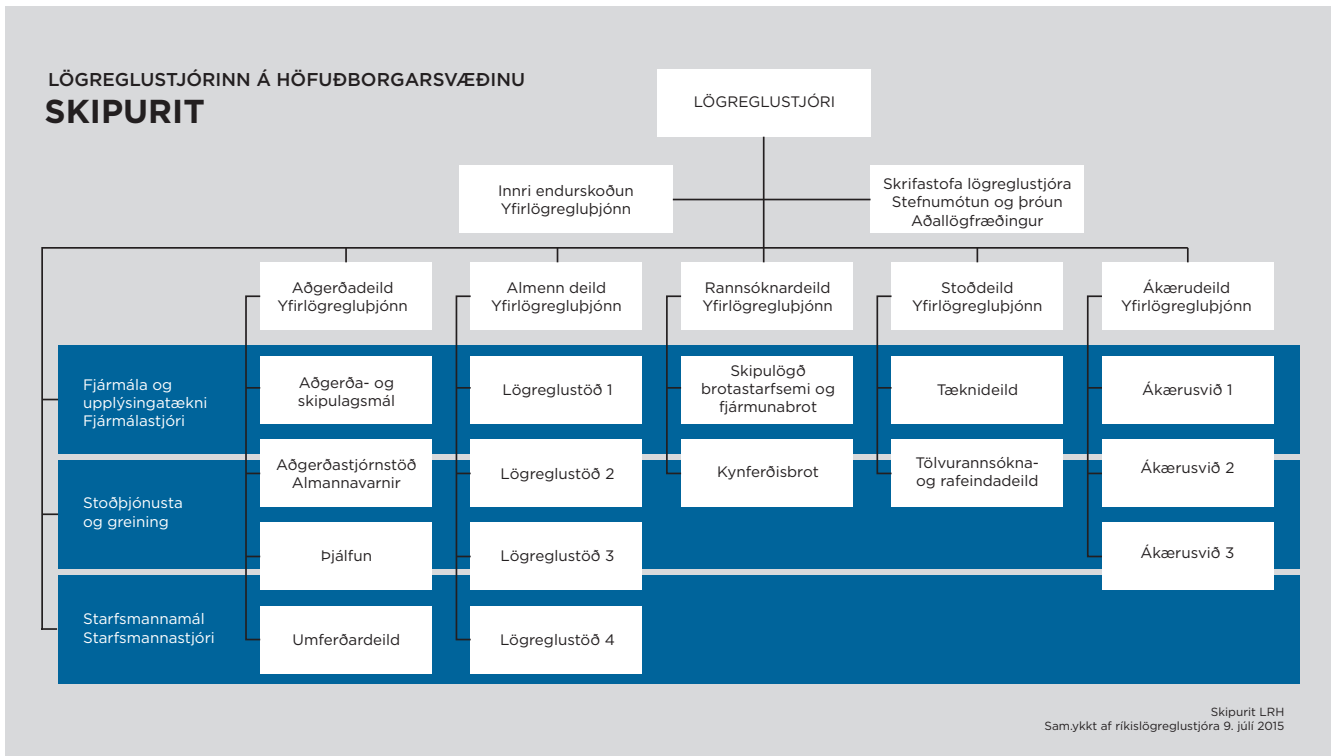 LÖGREGLUSTJÓRINN Á HÖFUÐBORGARSVÆÐINU
SKIPURIT
LÖGREGLUSTJÓRI
Innri endurskoðun
Yfirlögregluþjónn
Skrifastofa lögreglustjóra
Stefnumótun og þróun
Aðallögfræðingur
Aðgerðadeild
Yfirlögregluþjónn
Almenn deild
Yfirlögregluþjónn
Rannsóknardeild
Yfirlögregluþjónn
Stoðdeild
Yfirlögregluþjónn
Ákærudeild
Yfirlögregluþjónn
Fjármála og
upplýsingatækni
Fjármálastjóri
Aðgerða- og
skipulagsmál
Lögreglustöð 1
Skipulögð
brotastarfsemi og
fjármunabrot
Tæknideild
Ákærusvið 1
Aðgerðastjórnstöð
Almannavarnir
Lögreglustöð 2
Kynferðisbrot
Tölvurannsókna-
og rafeindadeild
Ákærusvið 2
Stoðþjónusta
og greining
Þjálfun
Lögreglustöð 3
Ákærusvið 3
Starfsmannamál
Starfsmannastjóri
Umferðardeild
Lögreglustöð 4
Skipurit LRH
Sam.ykkt af ríkislögreglustjóra 9. júlí 2015